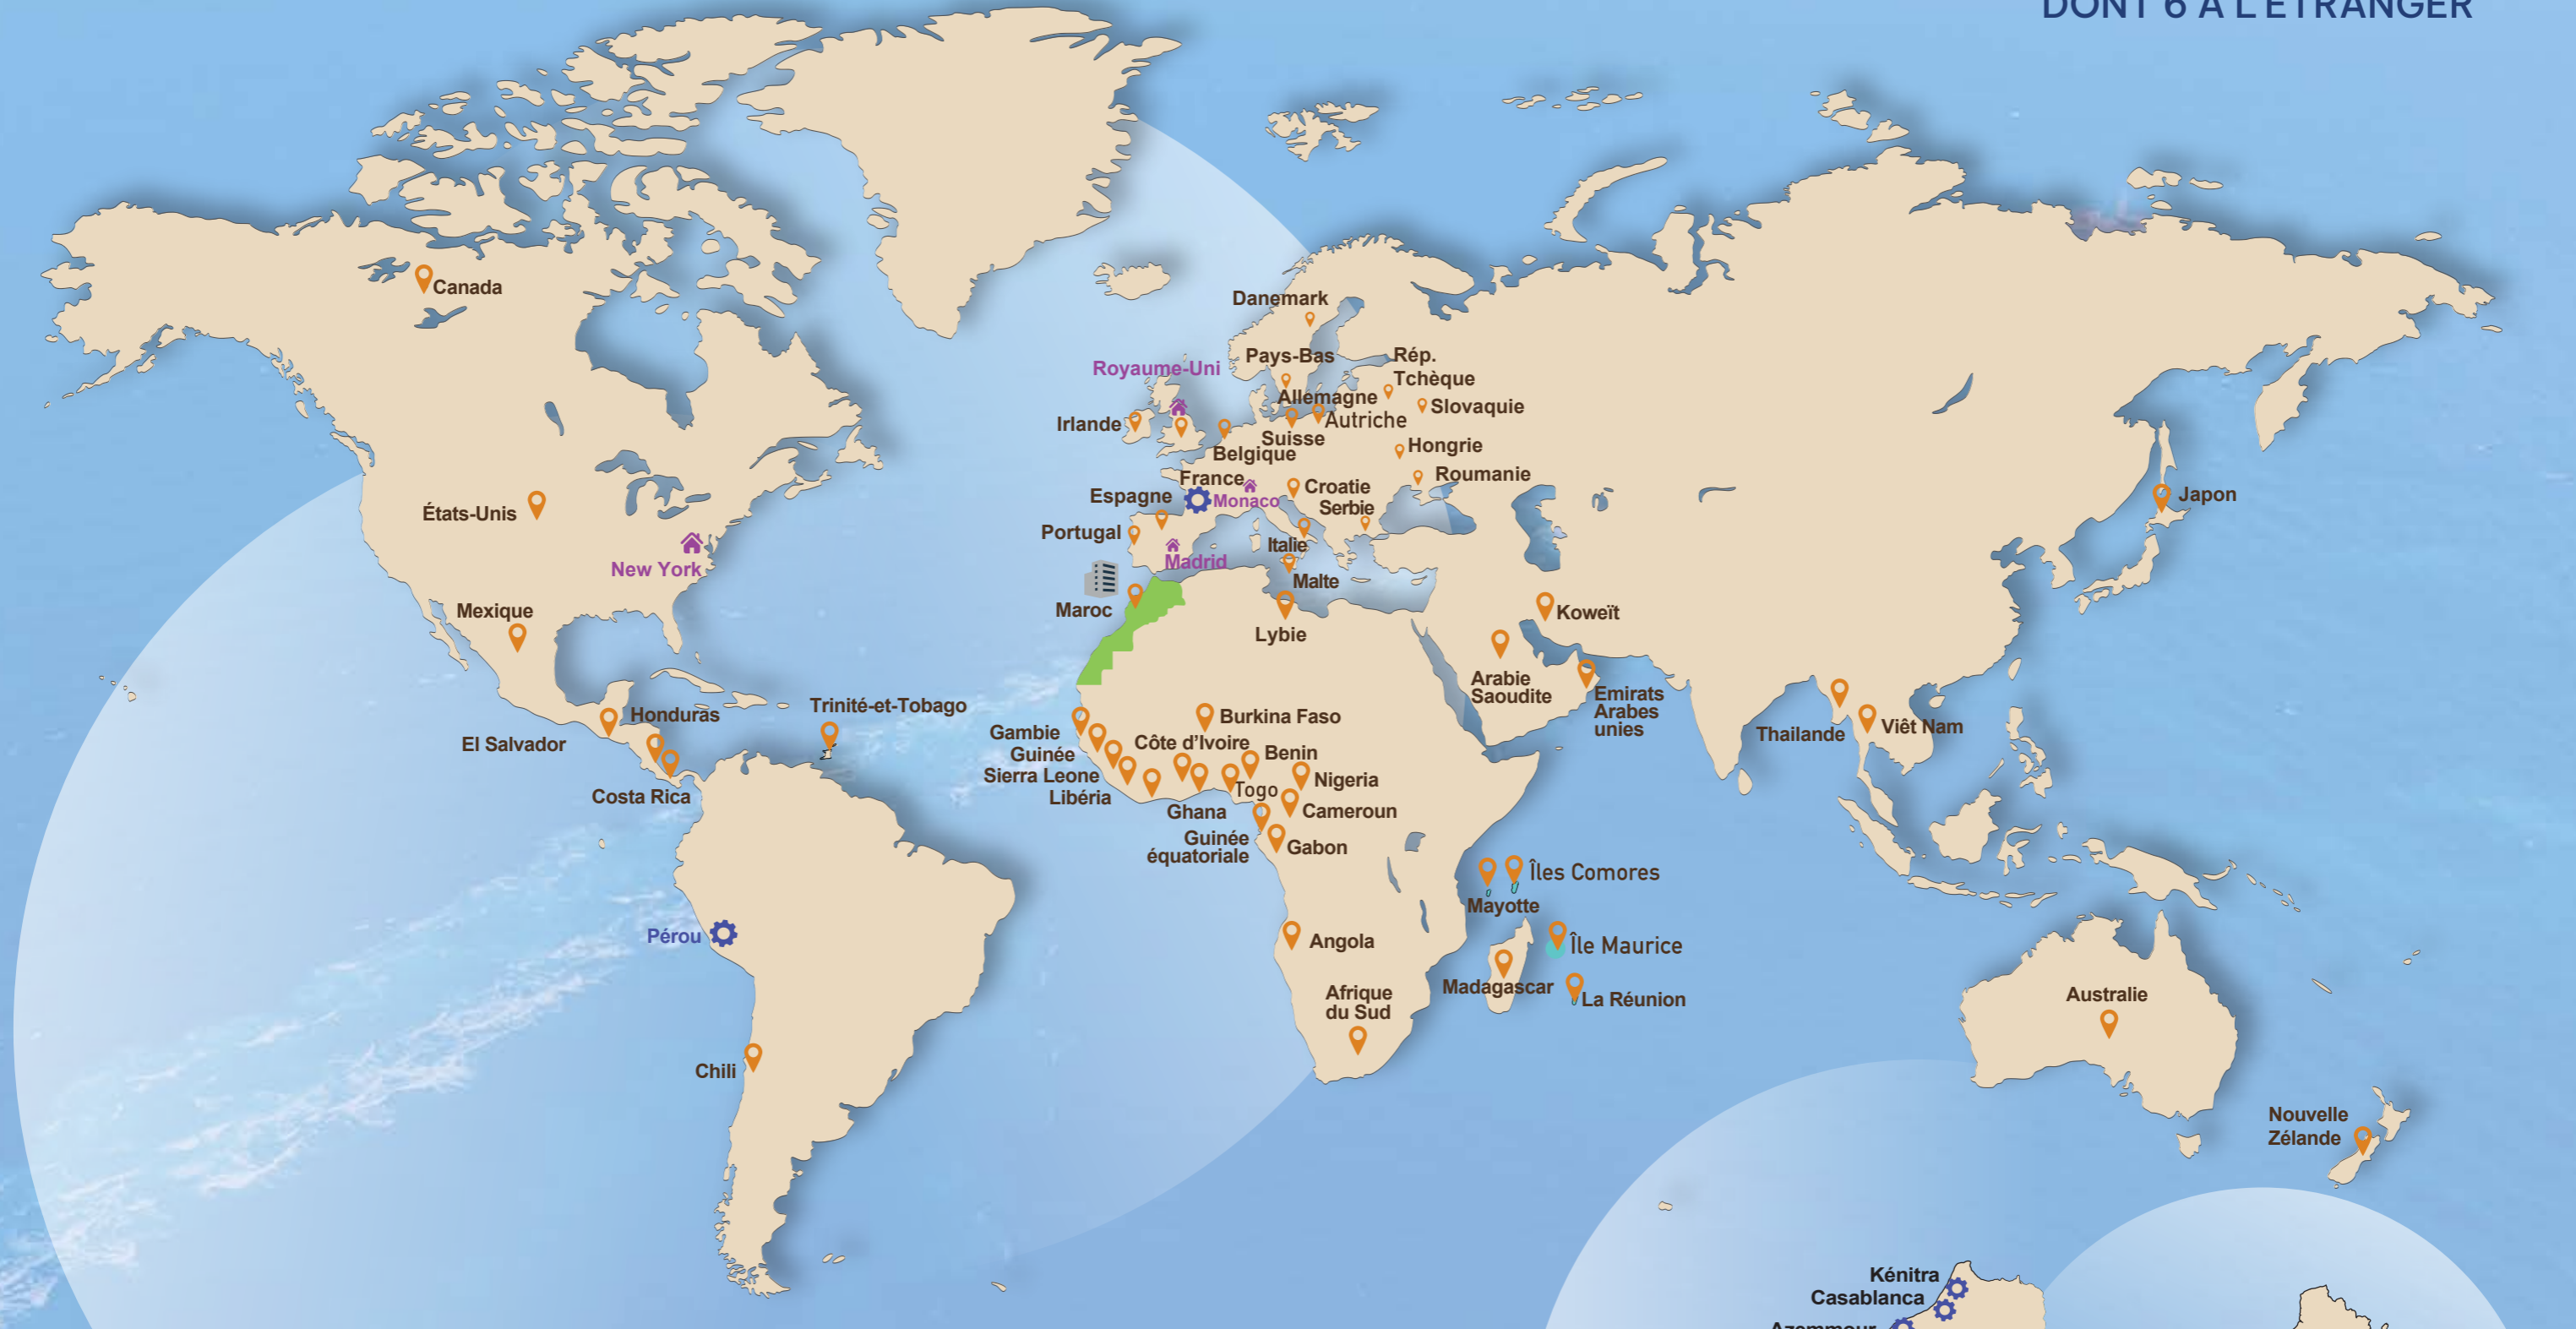 DONT 6 À L'ÉTRANGER
Canada
Danemark
Pays-Bas
Rép.
Tchèque
Royaume-Uni
Allemagne
Slovaquie
Irlande
Autriche
Suisse
Belgique
Hongrie
France
Roumanie
Espagne
Monaco
Croatie
Serbie
Japon
États-Unis
Portugal
Italie
New York
Madrid
Malte
Mexique
Maroc
Koweït
Lybie
Arabie
Saoudite
Emirats
Arabes
unies
Trinité-et-Tobago
Honduras
Burkina Faso
Gambie
El Salvador
Côte d'Ivoire
Guinée
Benin
Thailande
Viêt Nam
Sierra Leone
Nigeria
Libéria
Togo
Costa Rica
Ghana
Cameroun
Guinée
équatoriale
Gabon
Îles Comores
Mayotte
Pérou
Angola
Île Maurice
Madagascar
La Réunion
Afrique
du Sud
Australie
Chili
Nouvelle
Zélande
Kénitra
Casablanca
Azemmour